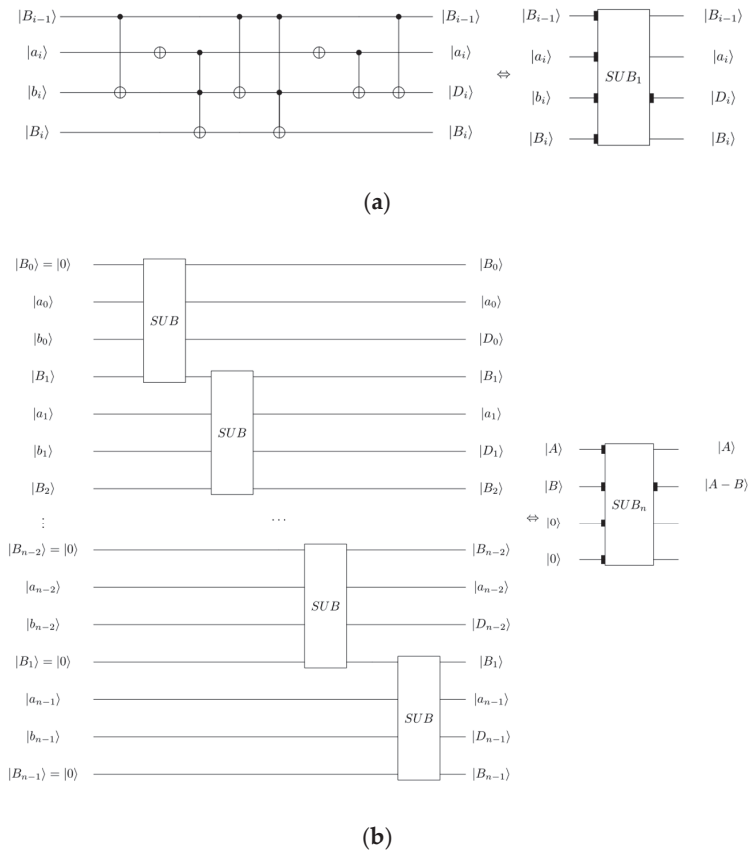 |B_{i−1}⟩ |B_{i−1}⟩ |B_{i−1}⟩ |B_{i−1}⟩
|a_i⟩ |a_i⟩ |a_i⟩ |a_i⟩
⇔ SUB_1
|b_i⟩ |D_i⟩ |b_i⟩ |D_i⟩
|B_i⟩ |B_i⟩ |B_i⟩ |B_i⟩
(a)
|B_0⟩ = |0⟩ |B_0⟩
|a_0⟩ |a_0⟩
SUB
|b_0⟩ |D_0⟩
|B_1⟩ |B_1⟩
|a_1⟩ |a_1⟩
SUB
|b_1⟩ |D_1⟩
|B_2⟩ |B_2⟩
⋮ ⋯
|B_{n−2}⟩ = |0⟩ |B_{n−2}⟩
|a_{n−2}⟩ |a_{n−2}⟩
SUB
|b_{n−2}⟩ |D_{n−2}⟩
|B_1⟩ = |0⟩ |B_1⟩
|a_{n−1}⟩ |a_{n−1}⟩
SUB
|b_{n−1}⟩ |D_{n−1}⟩
|B_{n−1}⟩ = |0⟩ |B_{n−1}⟩
|A⟩ |A⟩
|B⟩ |A − B⟩
SUB_n
⇔ |0⟩
|0⟩
(b)